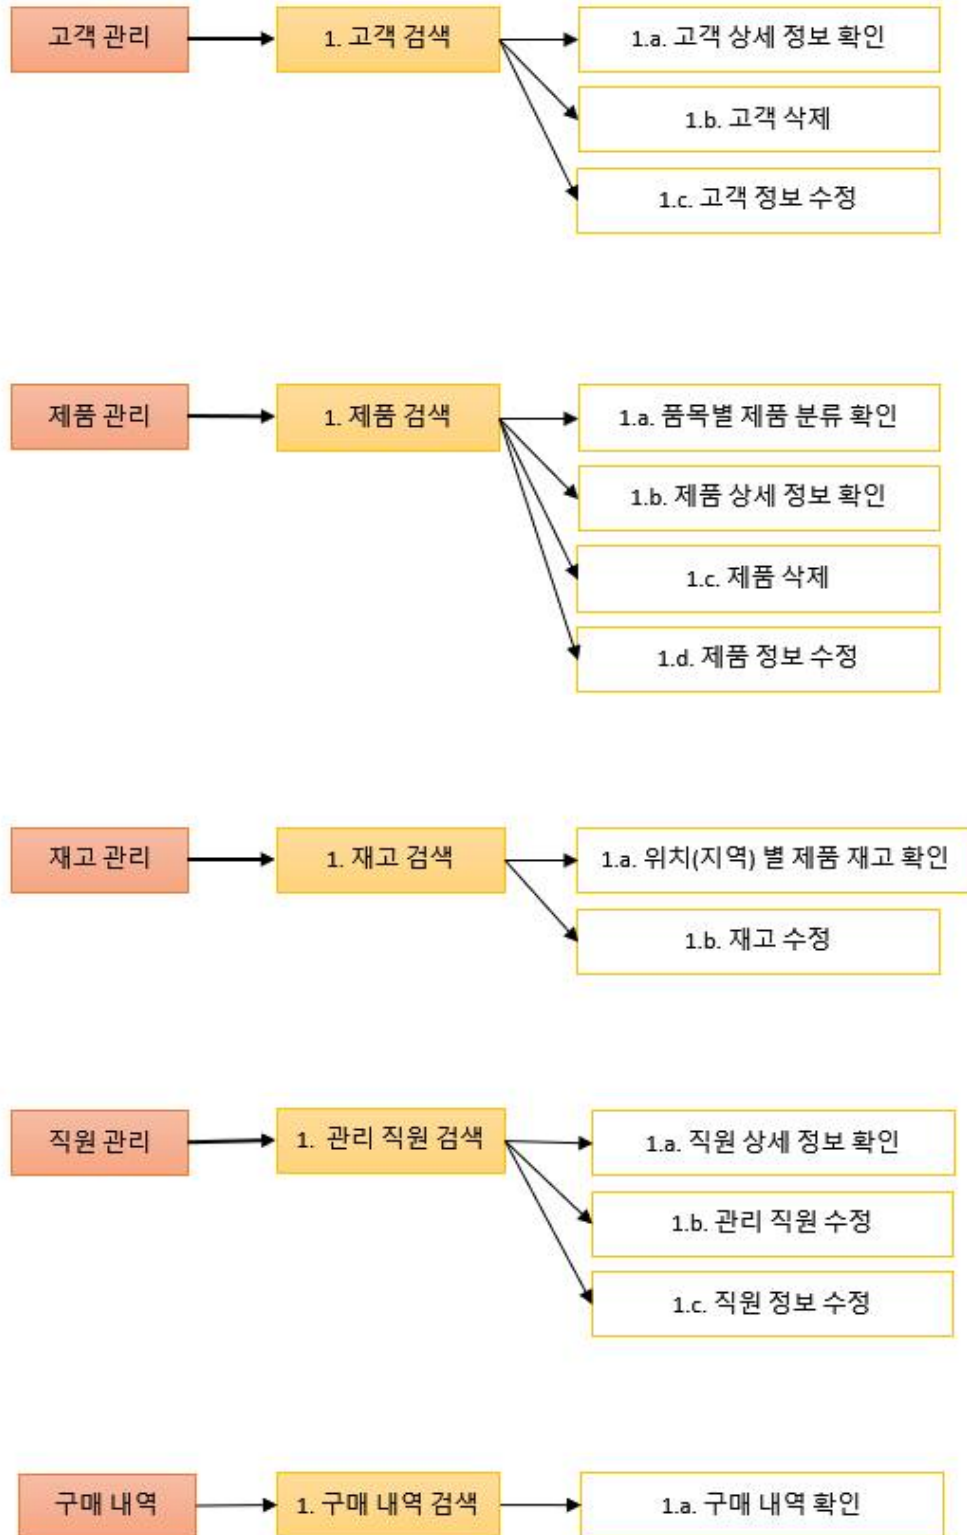 고객 관리
1. 고객 검색
1.a. 고객 상세 정보 확인
1.b. 고객 삭제
1.c. 고객 정보 수정
제품 관리
1. 제품 검색
1.a. 품목별 제품 분류 확인
1.b. 제품 상세 정보 확인
1.c. 제품 삭제
1.d. 제품 정보 수정
재고 관리
1. 재고 검색
1.a. 위치(지역) 별 제품 재고 확인
1.b. 재고 수정
직원 관리
1. 관리 직원 검색
1.a. 직원 상세 정보 확인
1.b. 관리 직원 수정
1.c. 직원 정보 수정
구매 내역
1. 구매 내역 검색
1.a. 구매 내역 확인